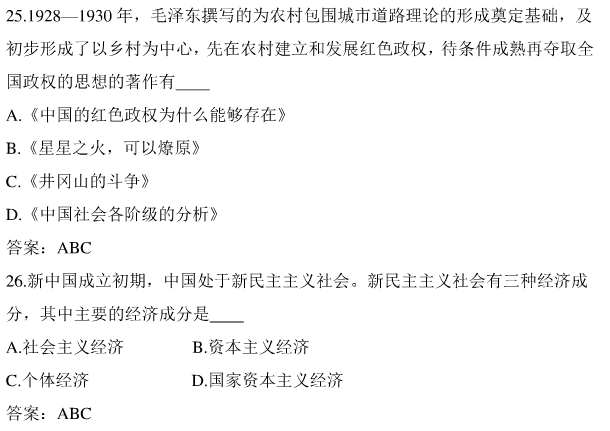 25.1928—1930 年，毛泽东撰写的为农村包围城市道路理论的形成奠定基础，及
初步形成了以乡村为中心，先在农村建立和发展红色政权，待条件成熟再夺取全
国政权的思想的著作有____
A.《中国的红色政权为什么能够存在》
B.《星星之火，可以燎原》
C.《井冈山的斗争》
D.《中国社会各阶级的分析》
答案：ABC
26.新中国成立初期，中国处于新民主主义社会。新民主主义社会有三种经济成
分，其中主要的经济成分是____
A.社会主义经济 B.资本主义经济
C.个体经济 D.国家资本主义经济
答案：ABC